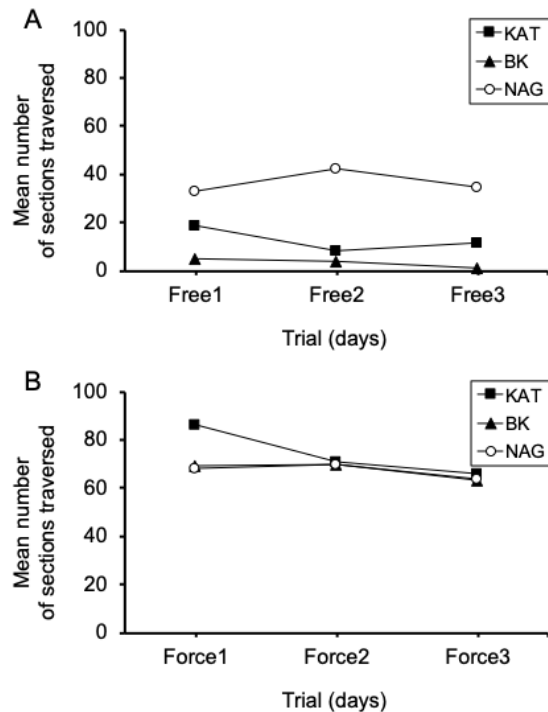 A
KAT
BK
NAG
100
80
60
40
20
0
Mean number
of sections traversed
Free1 Free2 Free3
Trial (days)
B
KAT
BK
NAG
100
80
60
40
20
0
Mean number
of sections traversed
Force1 Force2 Force3
Trial (days)